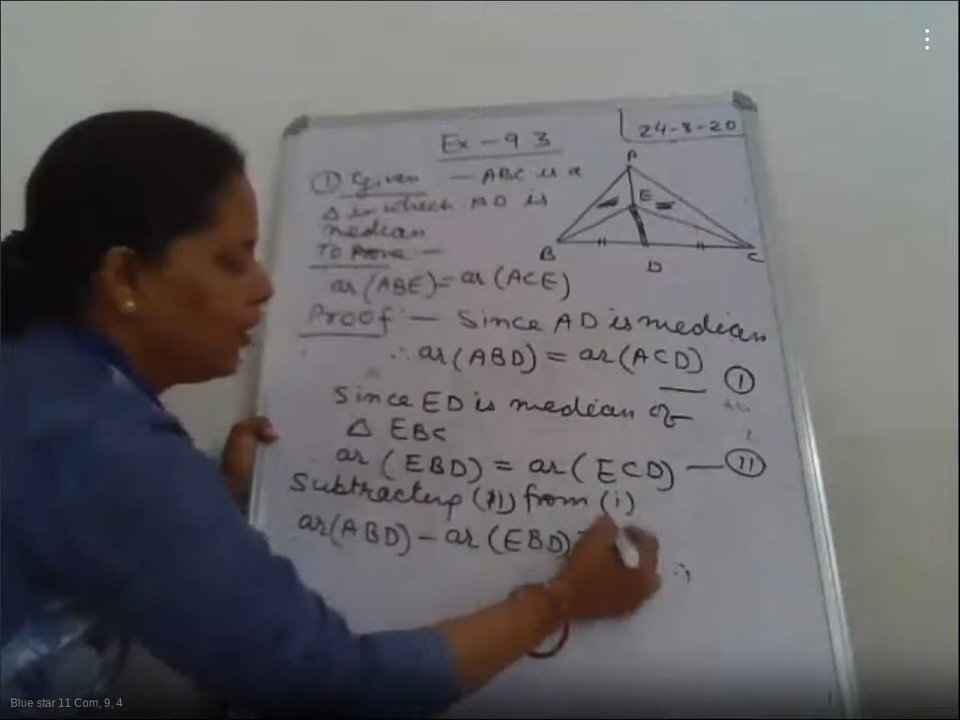 Ex - 9 3
24-8-20
① Given - ABC is a
Δ in which AD is
median
To Prove -
ar(ABE) = ar(ACE)
A
E
B
D
C
Proof - Since AD is median
∴ ar(ABD) = ar(ACD)
— Ⓘ
Since ED is median of
Δ EBC
ar (EBD) = ar(ECD) — Ⓘⓘ
Subtracting (II) from (i)
ar(ABD) - ar(EBD)
Blue star 11 Com, 9, 4